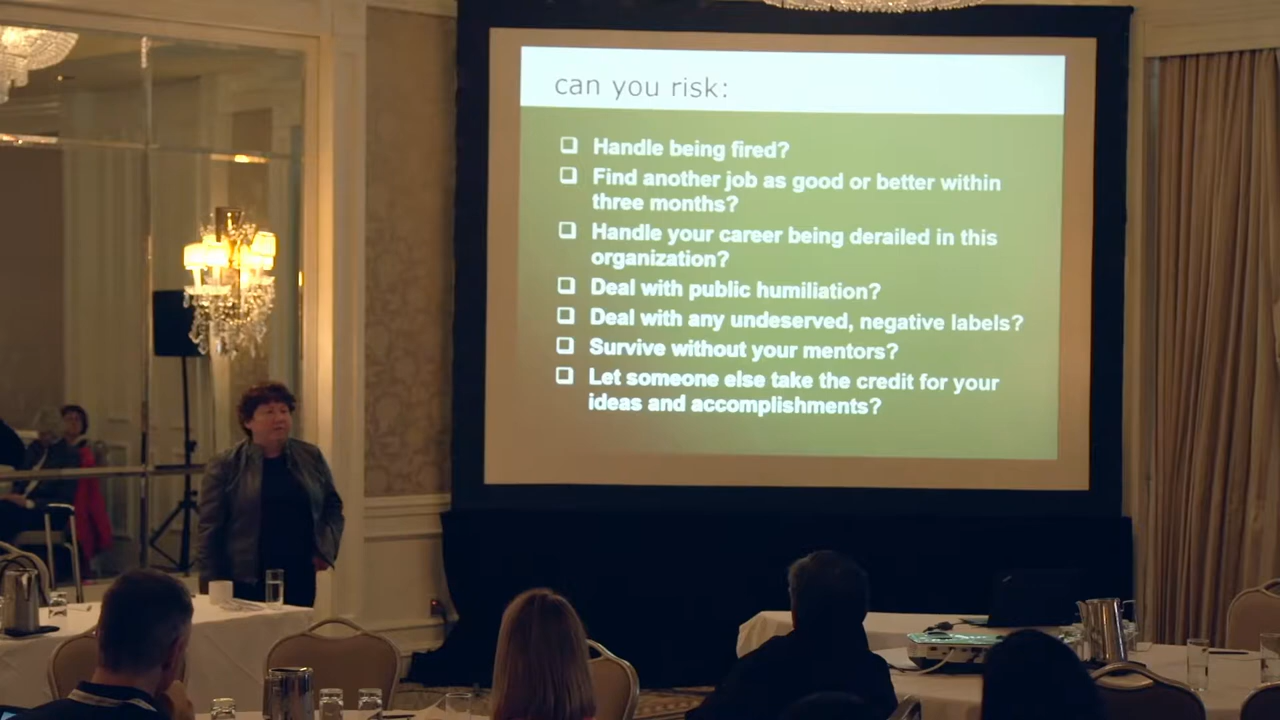 can you risk:
❑ Handle being fired?
❑ Find another job as good or better within
three months?
❑ Handle your career being derailed in this
organization?
❑ Deal with public humiliation?
❑ Deal with any undeserved, negative labels?
❑ Survive without your mentors?
❑ Let someone else take the credit for your
ideas and accomplishments?